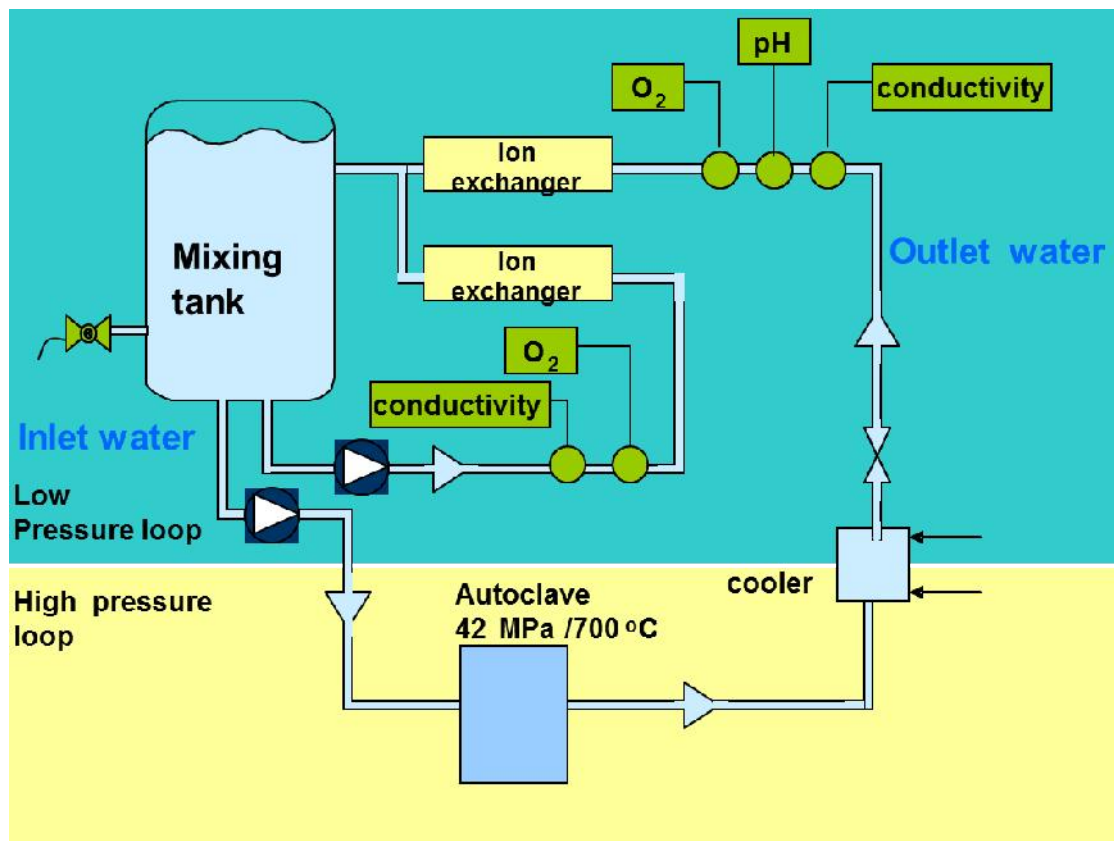 pH
O2
conductivity
Ion
exchanger
Mixing
tank
Ion
exchanger
Outlet water
O2
conductivity
Inlet water
Low
Pressure loop
cooler
High pressure
loop
Autoclave
42 MPa /700 °C